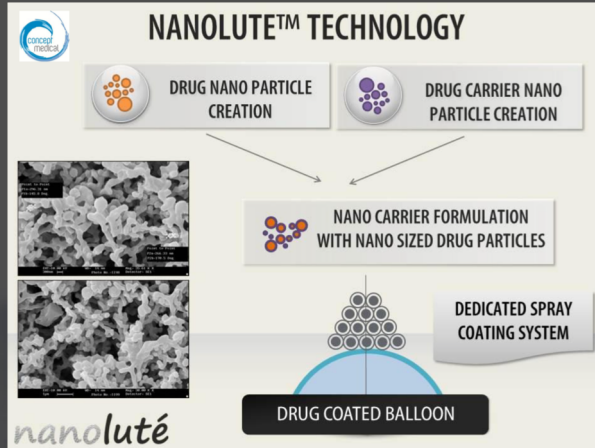 concept
medical
NANOLUTE™ TECHNOLOGY
DRUG NANO PARTICLE
CREATION
DRUG CARRIER NANO
PARTICLE CREATION
NANO CARRIER FORMULATION
WITH NANO SIZED DRUG PARTICLES
DEDICATED SPRAY
COATING SYSTEM
DRUG COATED BALLOON
nanoluté